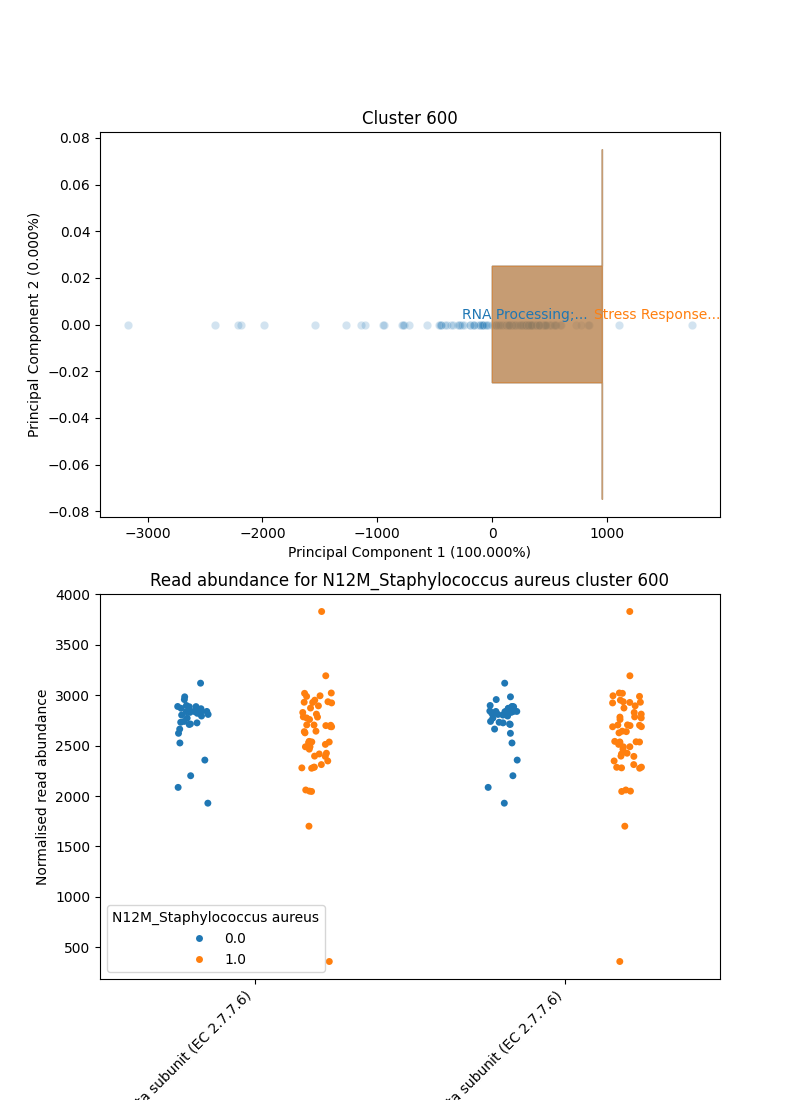 Cluster 600
0.08
0.06
0.04
0.02
0.00
−0.02
−0.04
−0.06
−0.08
Principal Component 2 (0.000%)
RNA Processing;...
Stress Response...
−3000
−2000
−1000
0
1000
Principal Component 1 (100.000%)
Read abundance for N12M_Staphylococcus aureus cluster 600
4000
3500
3000
2500
2000
1500
1000
500
Normalised read abundance
N12M_Staphylococcus aureus
0.0
1.0
subunit (EC 2.7.7.6)
subunit (EC 2.7.7.6)